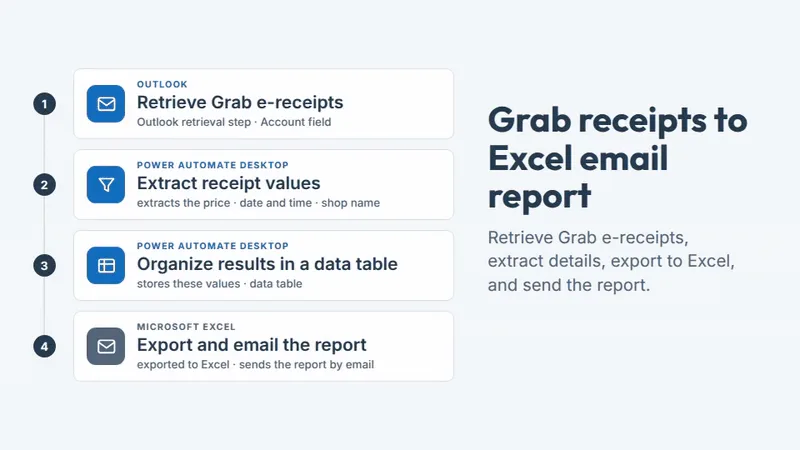 1
OUTLOOK
Retrieve Grab e-receipts
Outlook retrieval step · Account field
2
POWER AUTOMATE DESKTOP
Extract receipt values
extracts the price · date and time · shop name
3
POWER AUTOMATE DESKTOP
Organize results in a data table
stores these values · data table
4
MICROSOFT EXCEL
Export and email the report
exported to Excel · sends the report by email
Grab receipts to
Excel email
report
Retrieve Grab e-receipts,
extract details, export to Excel,
and send the report.